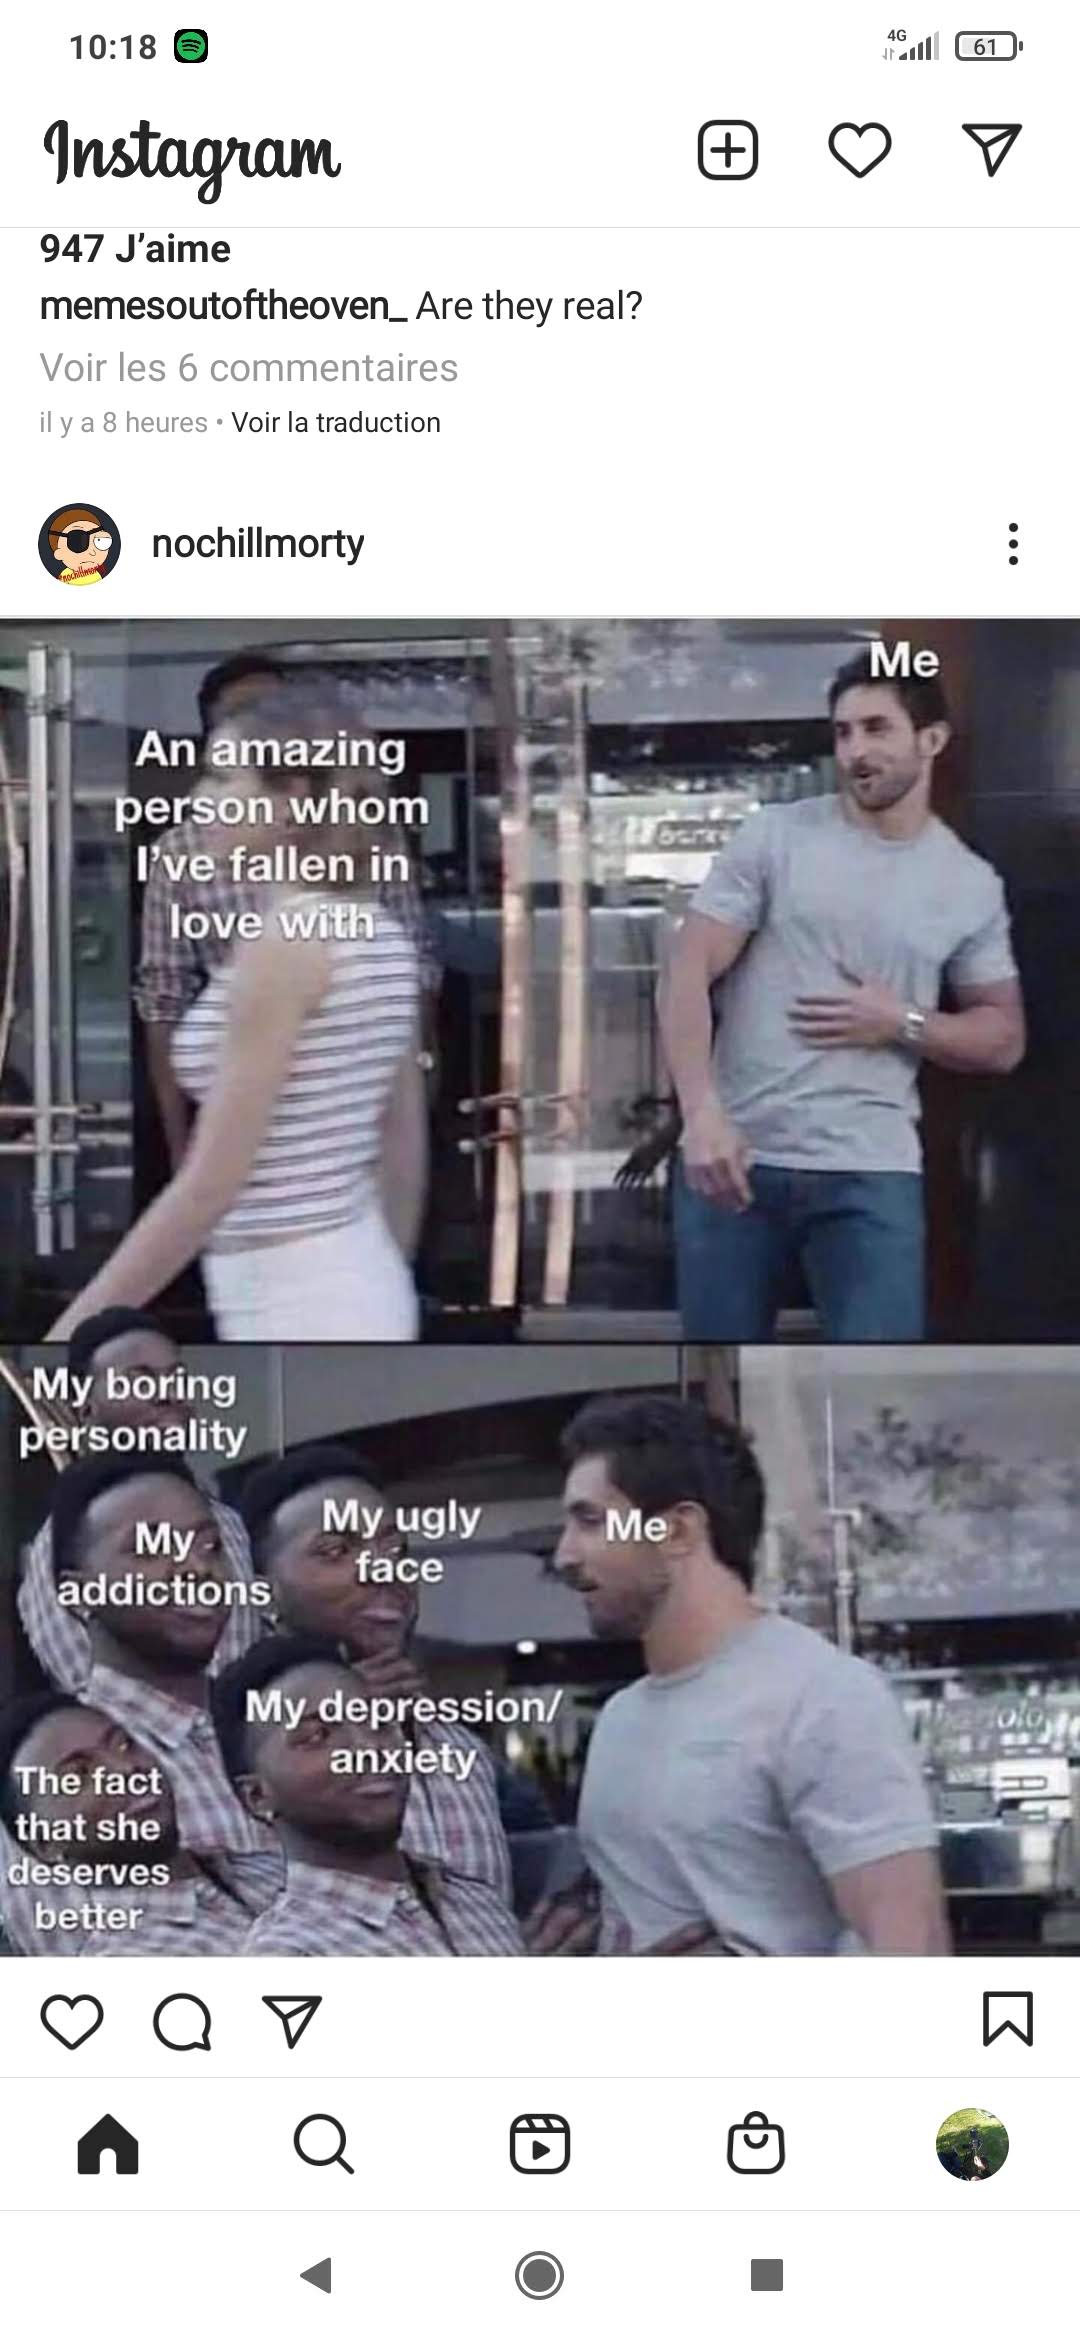 10:18
4G
61
Instagram
947 J'aime
memesoutoftheoven_ Are they real?
Voir les 6 commentaires
il y a 8 heures • Voir la traduction
nochillmorty
Me
An amazing
person whom
I've fallen in
love with
My boring
personality
My
addictions
My ugly
face
Me
My depression/
anxiety
The fact
that she
deserves
better